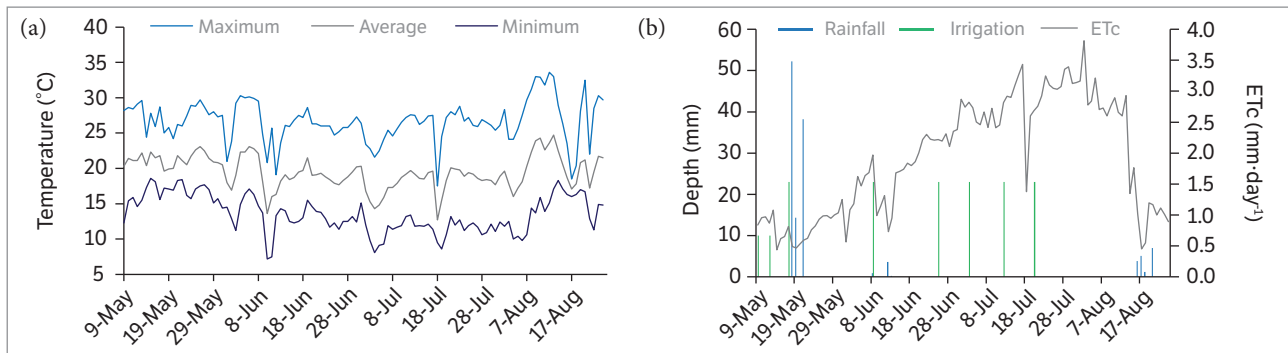 (a)
Maximum
Average
Minimum
Temperature (°C)
40
35
30
25
20
15
10
5
9-May
19-May
29-May
8-Jun
18-Jun
28-Jun
8-Jul
18-Jul
28-Jul
7-Aug
17-Aug
(b)
Rainfall
Irrigation
ETc
Depth (mm)
60
50
40
30
20
10
0
ETc (mm·day-1)
4.0
3.5
3.0
2.5
2.0
1.5
1.0
0.5
0.0
9-May
19-May
29-May
8-Jun
18-Jun
28-Jun
8-Jul
18-Jul
28-Jul
7-Aug
17-Aug